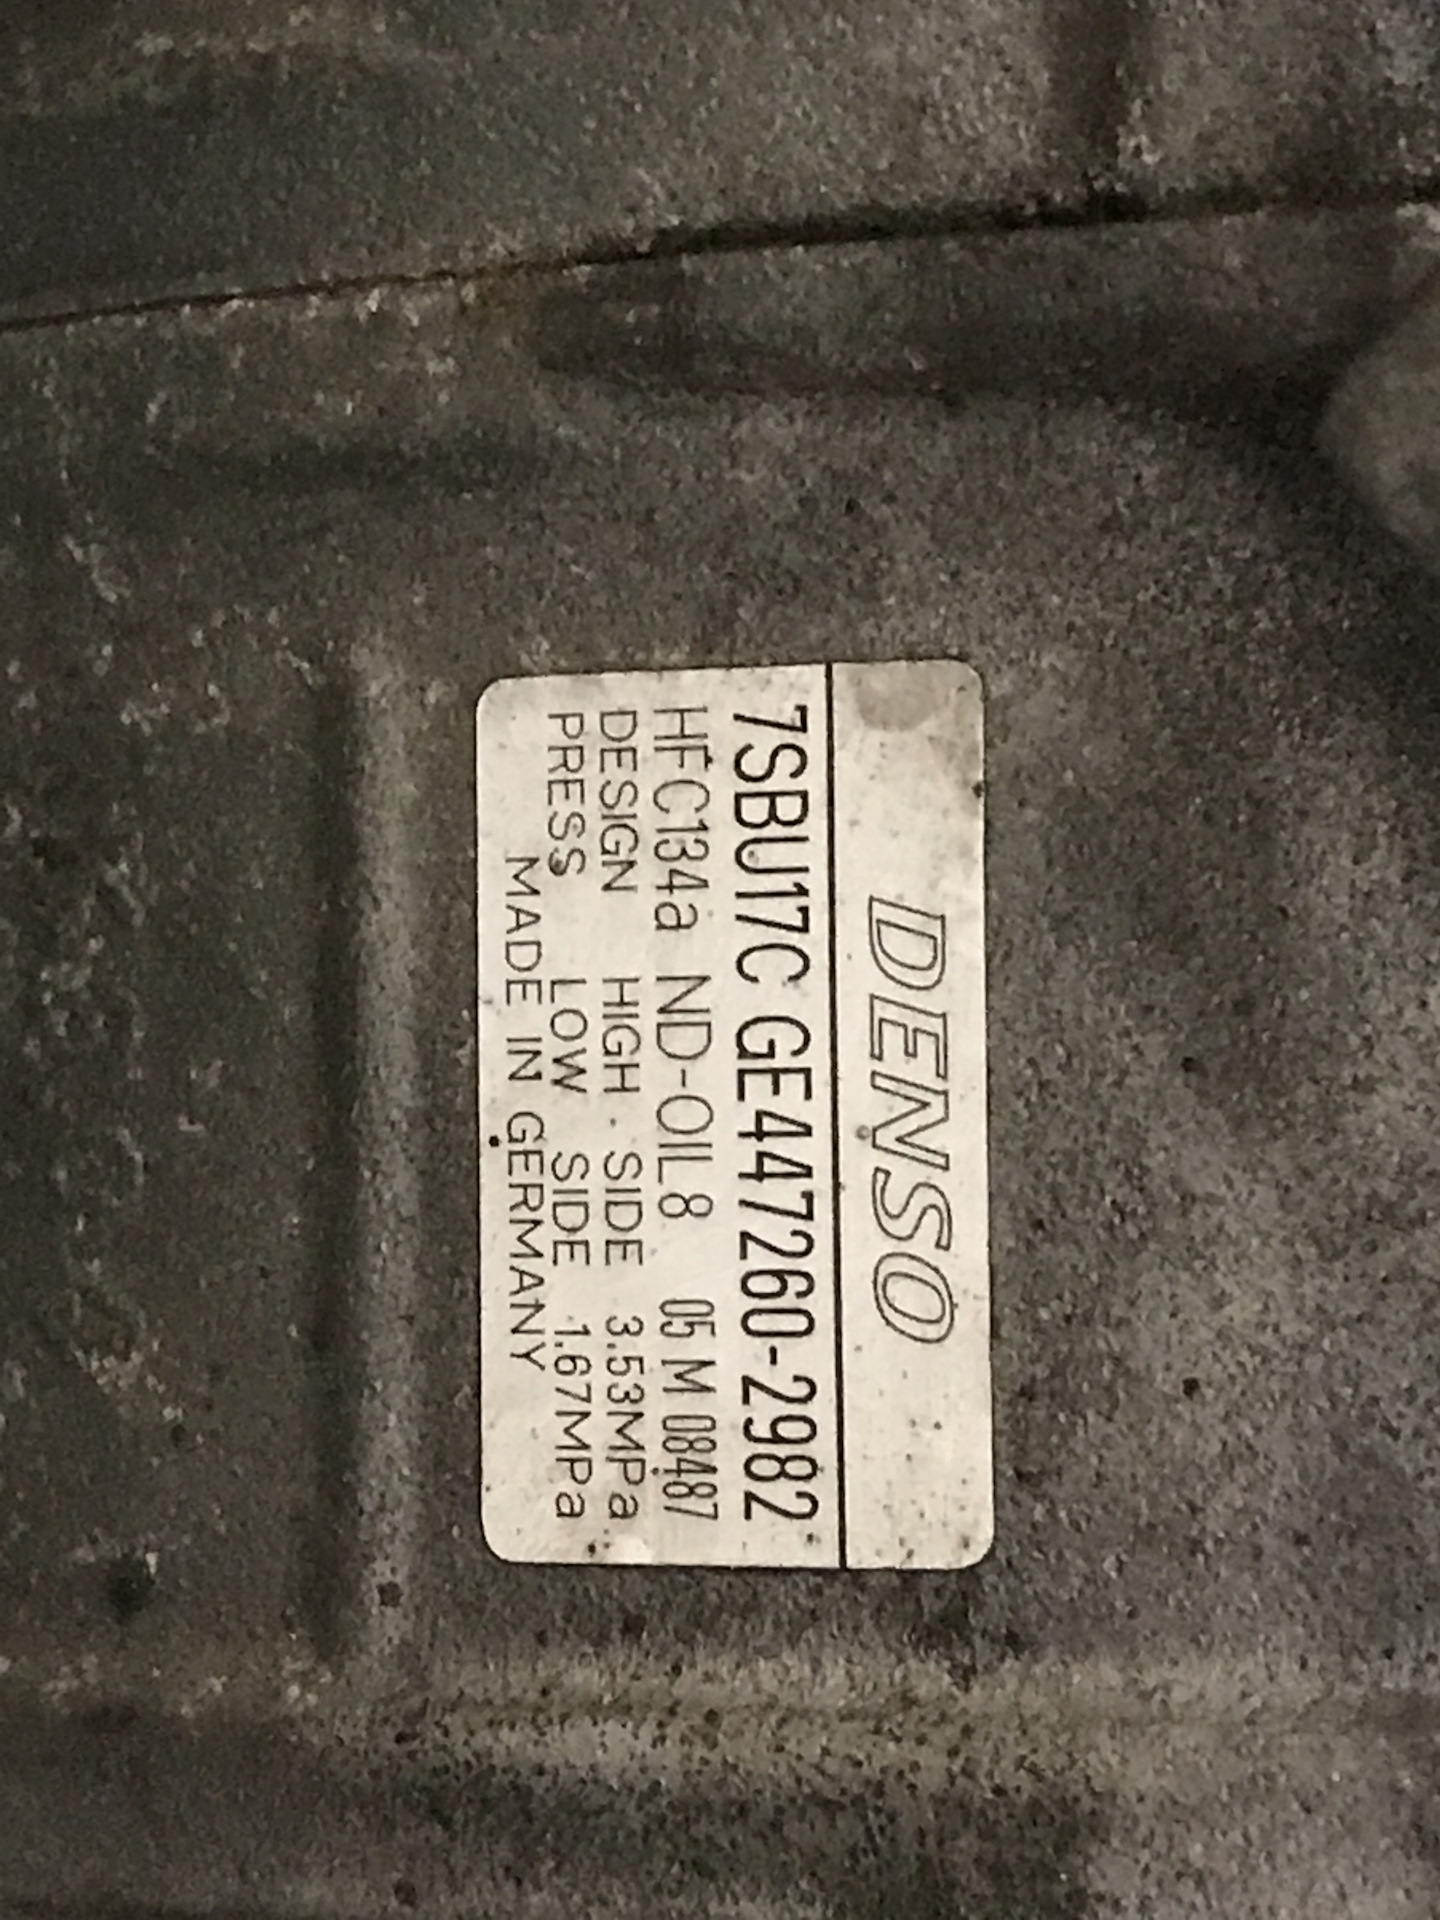 DENSO
7SBU17C GE447260-2982
HFC134a ND-OIL8 05 M 08487
DESIGN HIGH SIDE 3.53MPa
PRESS LOW SIDE 1.67MPa
MADE IN GERMANY